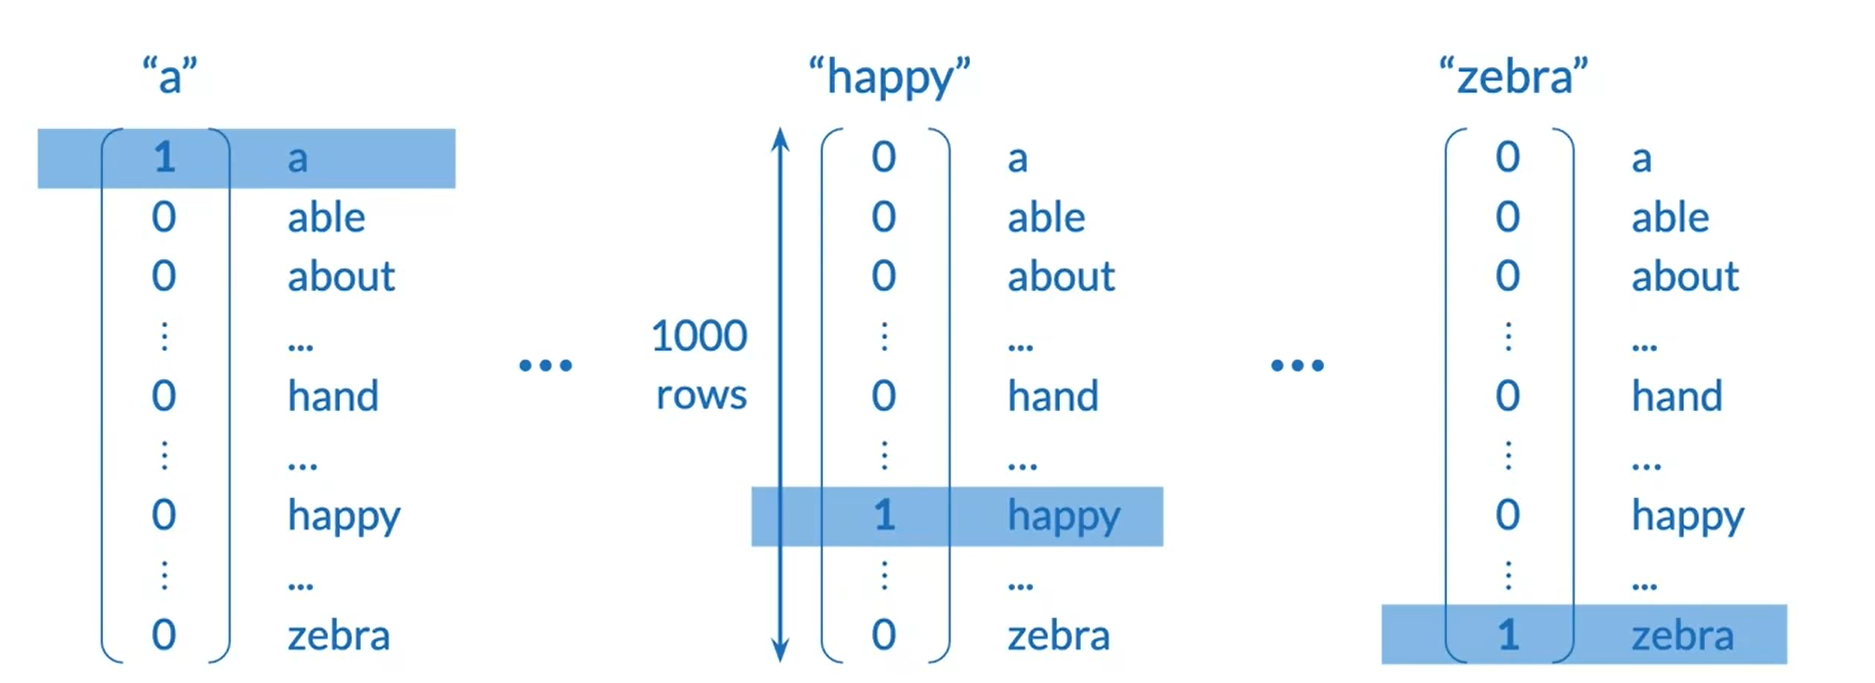 “a” “happy” “zebra”
1 a 0 a 0 a
0 able 0 able 0 able
0 about 0 about 0 about
⋮ ... 1000 ⋮ ... ⋮ ...
... ...
0 hand rows 0 hand 0 hand
⋮ ... ⋮ ... ⋮ ...
0 happy 1 happy 0 happy
⋮ ... ⋮ ... ⋮ ...
0 zebra 0 zebra 1 zebra